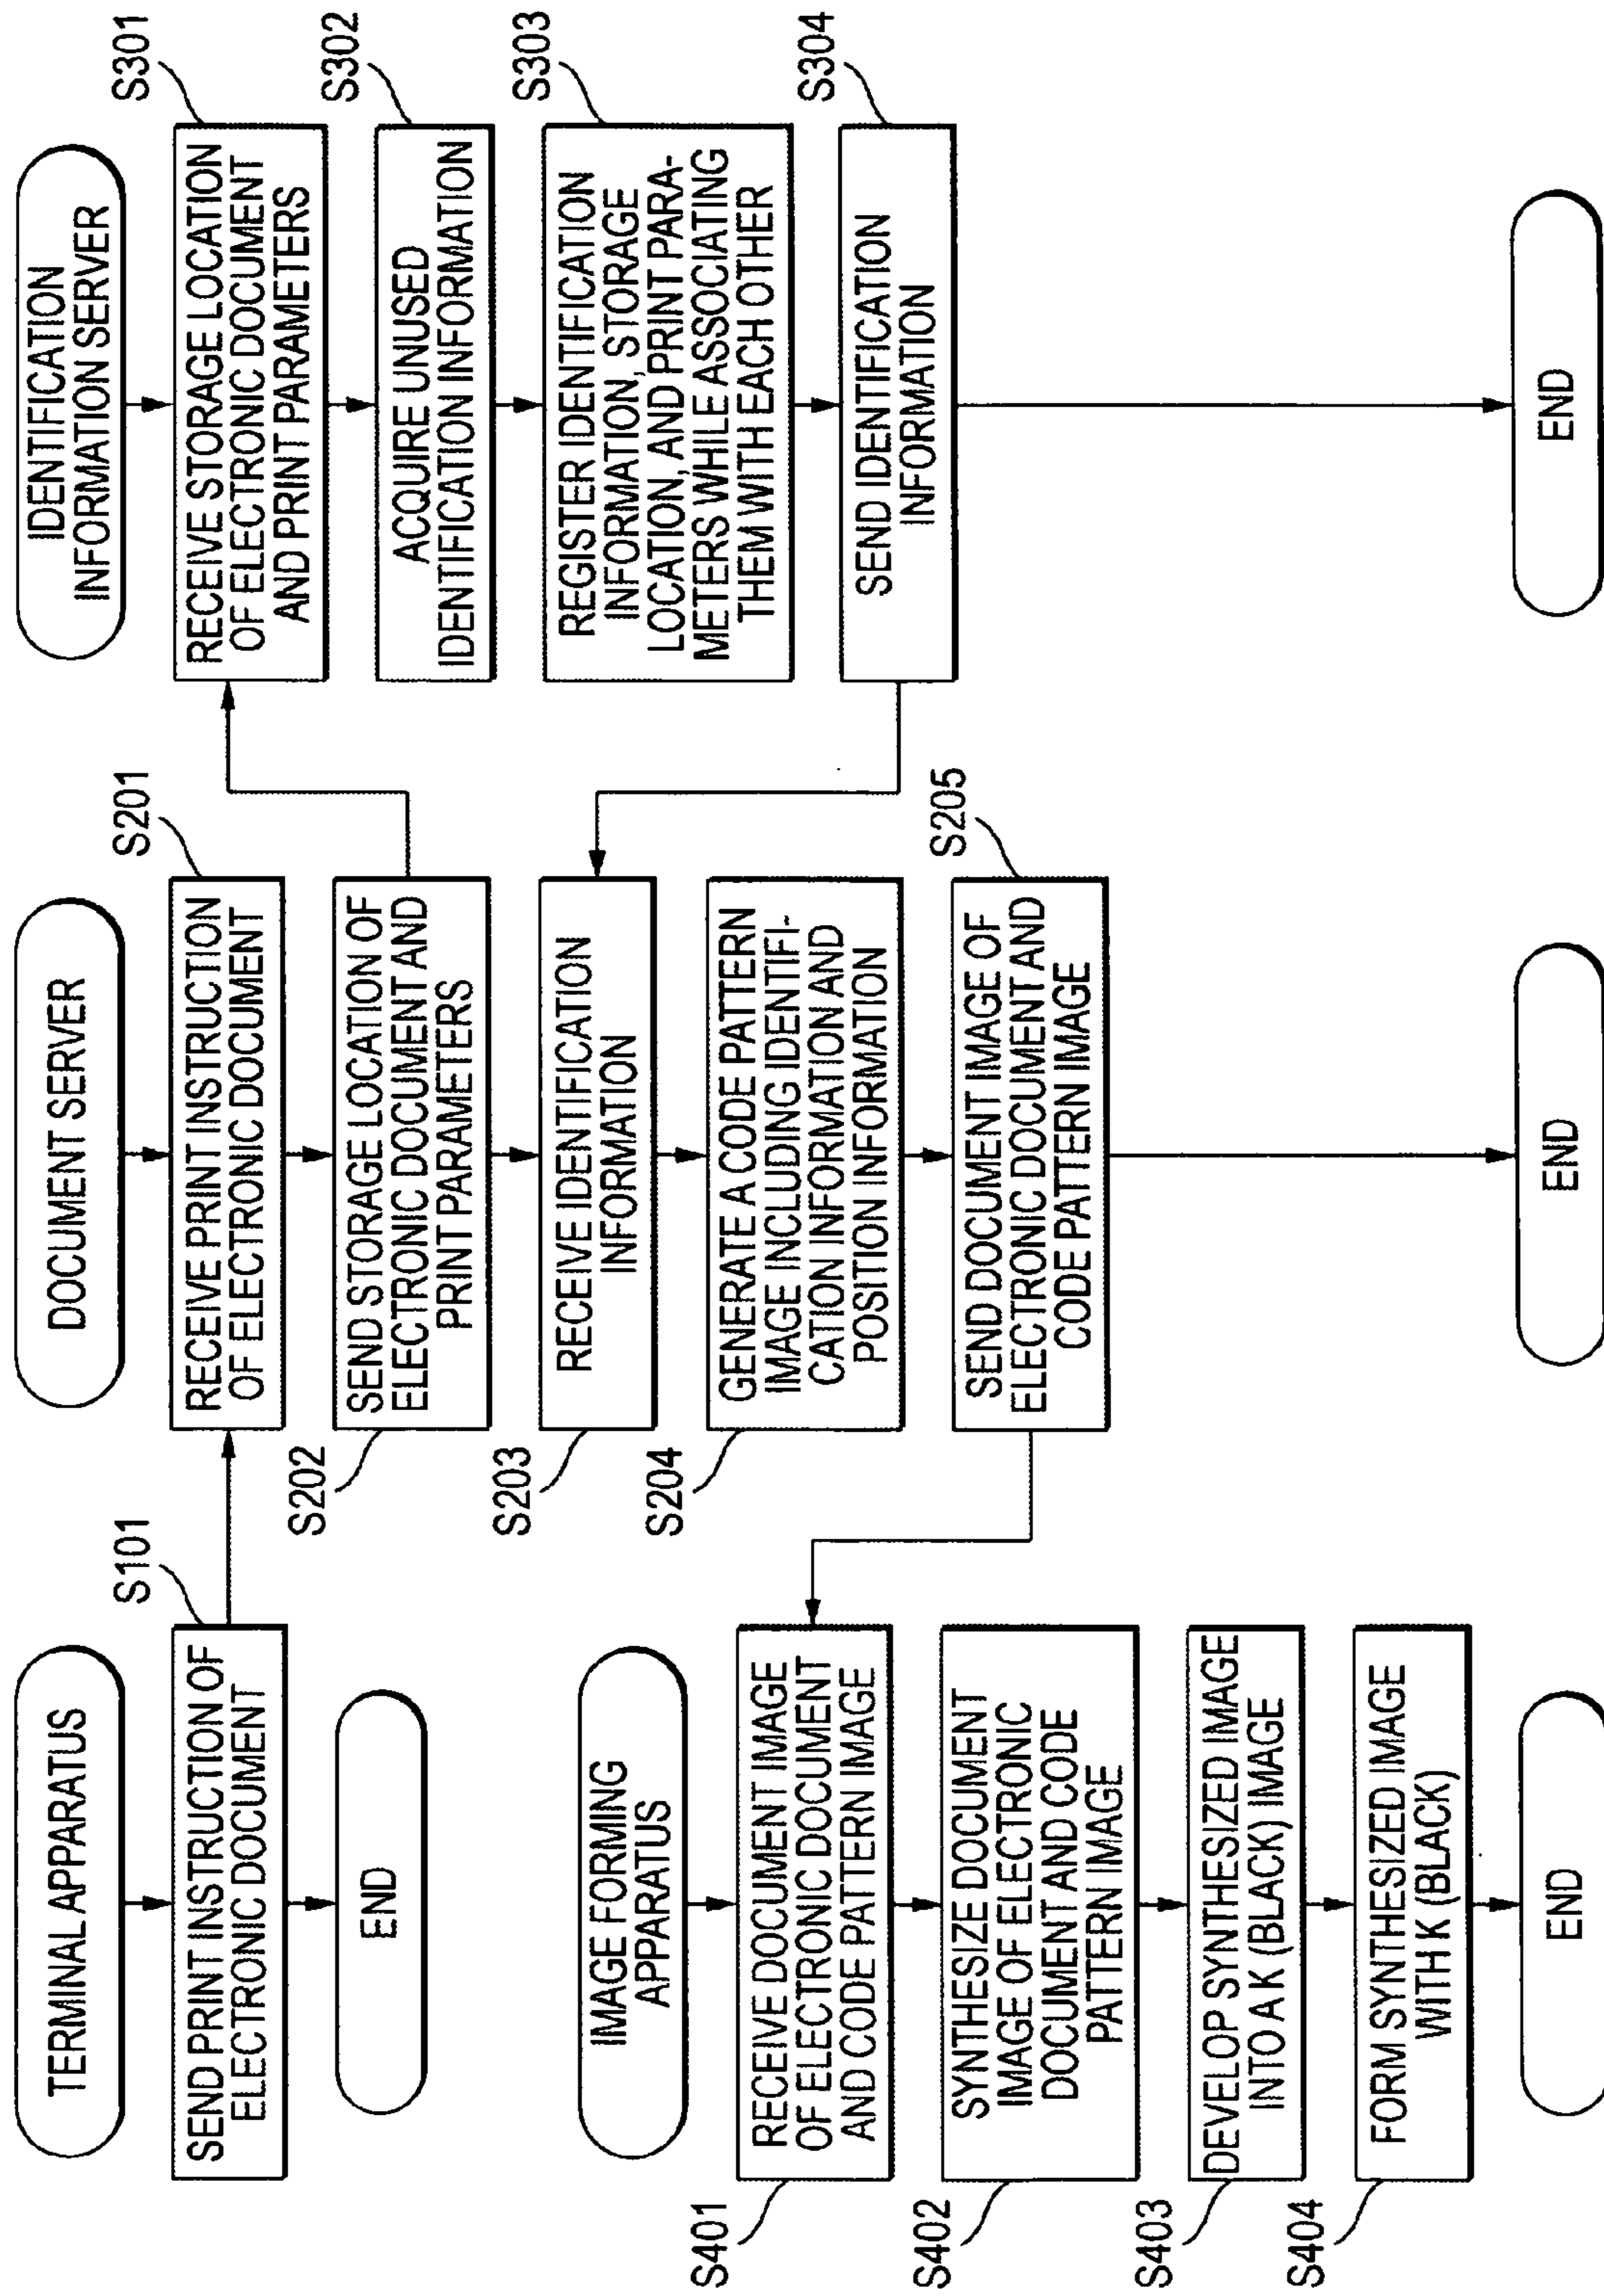 TERMINAL APPARATUS
S101
SEND PRINT INSTRUCTION OF
ELECTRONIC DOCUMENT
END
IMAGE FORMING
APPARATUS
S401
RECEIVE DOCUMENT IMAGE
OF ELECTRONIC DOCUMENT
AND CODE PATTERN IMAGE
S402
SYNTHESIZE DOCUMENT
IMAGE OF ELECTRONIC
DOCUMENT AND CODE
PATTERN IMAGE
S403
DEVELOP SYNTHESIZED IMAGE
INTO A K (BLACK) IMAGE
S404
FORM SYNTHESIZED IMAGE
WITH K (BLACK)
END
DOCUMENT SERVER
S201
RECEIVE PRINT INSTRUCTION
OF ELECTRONIC DOCUMENT
S202
SEND STORAGE LOCATION OF
ELECTRONIC DOCUMENT AND
PRINT PARAMETERS
S203
RECEIVE IDENTIFICATION
INFORMATION
S204
GENERATE A CODE PATTERN
IMAGE INCLUDING IDENTIFI-
CATION INFORMATION AND
POSITION INFORMATION
S205
SEND DOCUMENT IMAGE OF
ELECTRONIC DOCUMENT AND
CODE PATTERN IMAGE
END
IDENTIFICATION
INFORMATION SERVER
S301
RECEIVE STORAGE LOCATION
OF ELECTRONIC DOCUMENT
AND PRINT PARAMETERS
S302
ACQUIRE UNUSED
IDENTIFICATION INFORMATION
S303
REGISTER IDENTIFICATION
INFORMATION, STORAGE
LOCATION, AND PRINT PARA-
METERS WHILE ASSOCIATING
THEM WITH EACH OTHER
S304
SEND IDENTIFICATION
INFORMATION
END